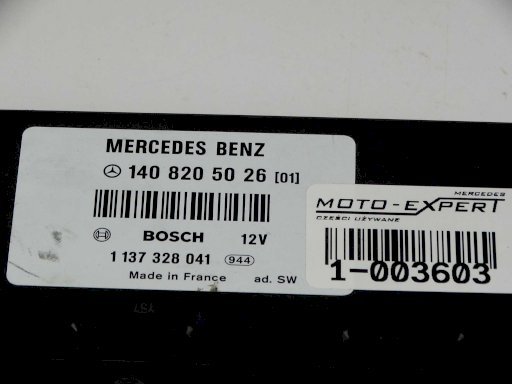 MERCEDES BENZ
140 820 50 26 [01]
BOSCH 12V
1 137 328 041 944
Made in France ad. SW
MERCEDES
MOTO-EXPERT
CZĘŚCI UŻYWANE
1-003603